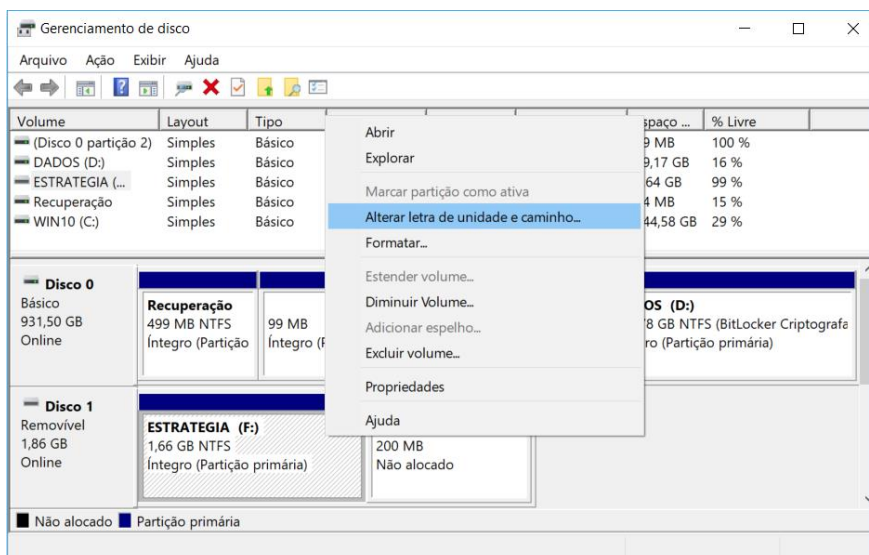 Gerenciamento de disco
Arquivo Ação Exibir Ajuda
Volume Layout Tipo spaço ... % Livre
(Disco 0 partição 2) Simples Básico 9 MB 100 %
DADOS (D:) Simples Básico 9,17 GB 16 %
ESTRATEGIA (... Simples Básico 64 GB 99 %
Recuperação Simples Básico 4 MB 15 %
WIN10 (C:) Simples Básico 44,58 GB 29 %
Abrir
Explorar
Marcar partição como ativa
Alterar letra de unidade e caminho...
Formatar...
Estender volume...
Diminuir Volume...
Adicionar espelho...
Excluir volume...
Propriedades
Ajuda
Disco 0
Básico
931,50 GB
Online
Recuperação
499 MB NTFS
Íntegro (Partição
99 MB
Íntegro (P
OS (D:)
8 GB NTFS (BitLocker Criptografa
ro (Partição primária)
Disco 1
Removível
1,86 GB
Online
ESTRATEGIA (F:)
1,66 GB NTFS
Íntegro (Partição primária)
200 MB
Não alocado
Não alocado Partição primária